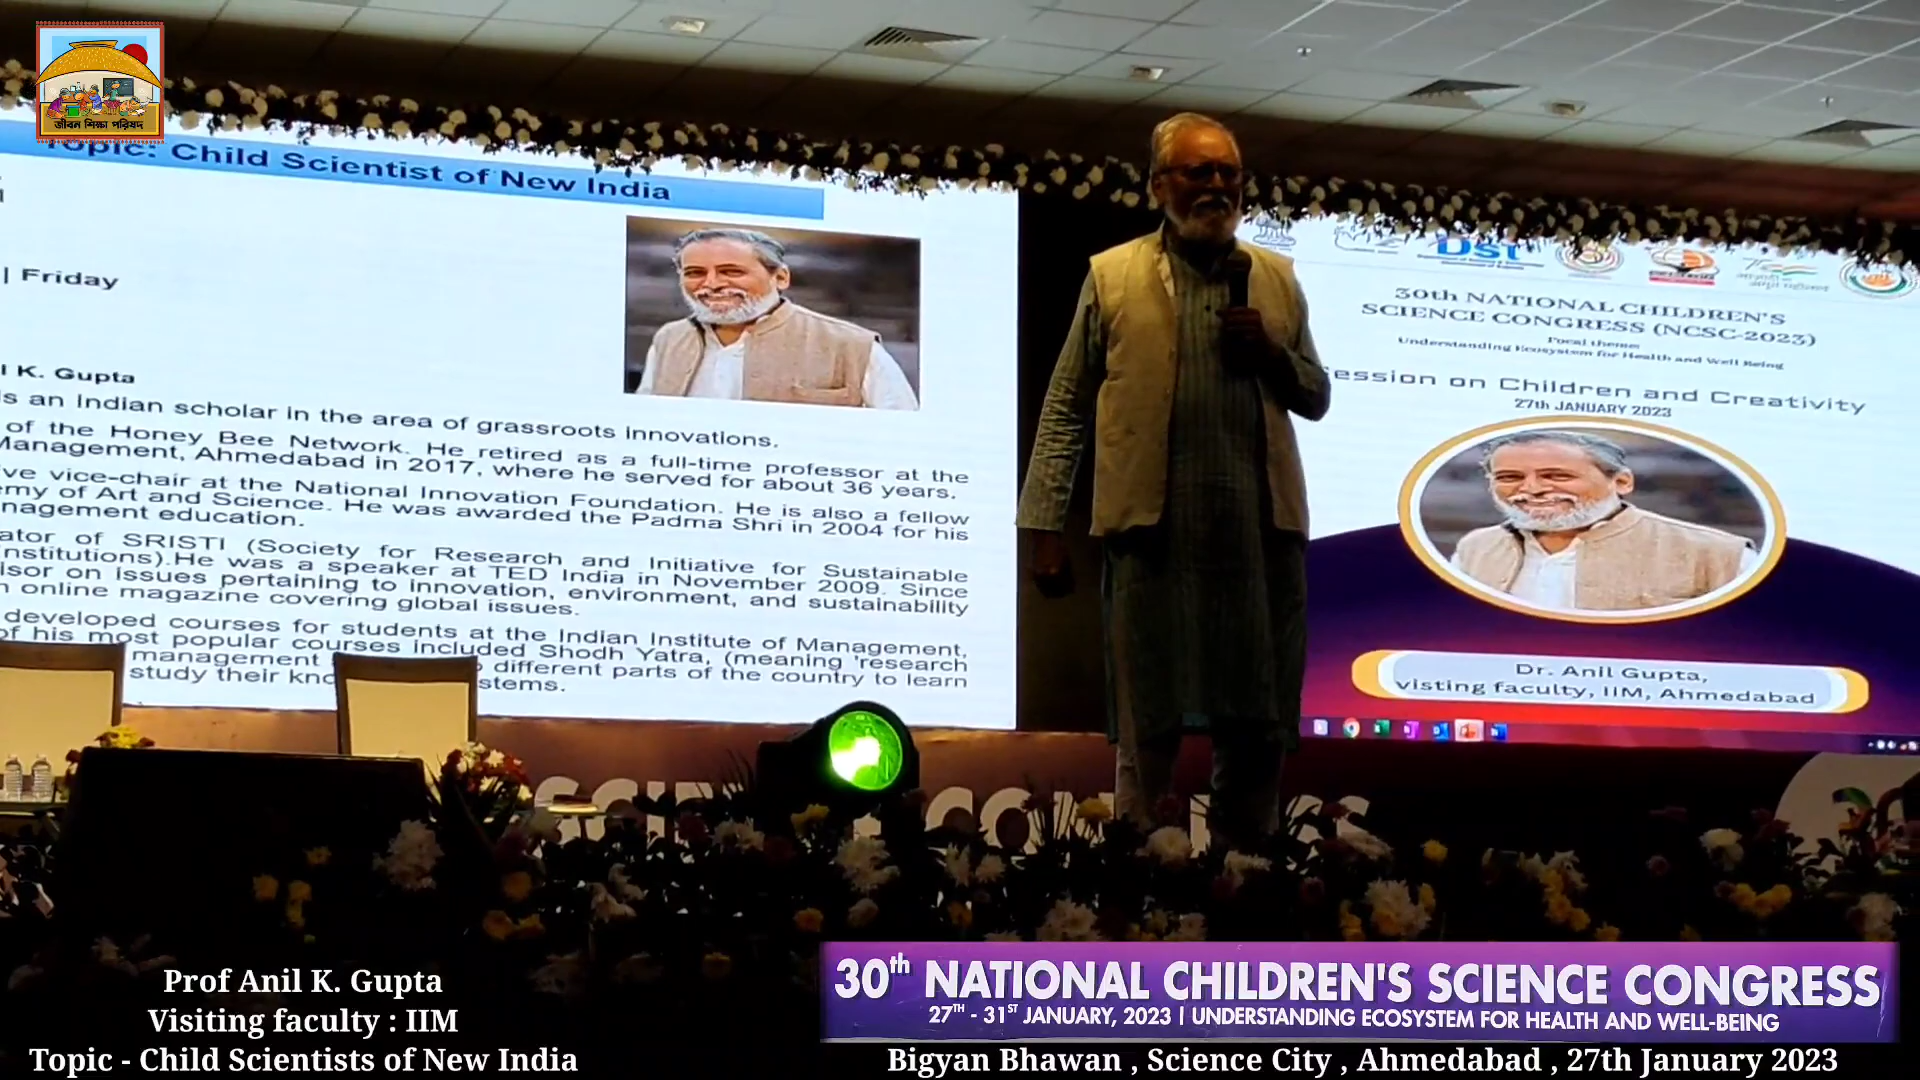 জীবন শিক্ষা পরিষদ
Topic: Child Scientist of New India
| Friday
K. Gupta
is an Indian scholar in the area of grassroots innovations.
of the Honey Bee Network. He retired as a full-time professor at the
Management, Ahmedabad in 2017, where he served for about 36 years.
vice-chair at the National Innovation Foundation. He is also a fellow
of Art and Science. He was awarded the Padma Shri in 2004 for his
education.
of SRISTI (Society for Research and Initiative for Sustainable
Institutions).He was a speaker at TED India in November 2009. Since
on issues pertaining to innovation, environment, and sustainability
online magazine covering global issues.
developed courses for students at the Indian Institute of Management,
of his most popular courses included Shodh Yatra, (meaning 'research
management different parts of the country to learn
study their
Dst
30th NATIONAL CHILDREN'S
SCIENCE CONGRESS (NCSC-2023)
Focal theme:
Understanding Ecosystem for Health and Well Being
on Children and Creativity
27th JANUARY 2023
Dr. Anil Gupta,
visting faculty, IIM, Ahmedabad
Prof Anil K. Gupta
Visiting faculty : IIM
Topic - Child Scientists of New India
30th NATIONAL CHILDREN'S SCIENCE CONGRESS
27TH - 31ST JANUARY, 2023 | UNDERSTANDING ECOSYSTEM FOR HEALTH AND WELL-BEING
Bigyan Bhawan , Science City , Ahmedabad , 27th January 2023